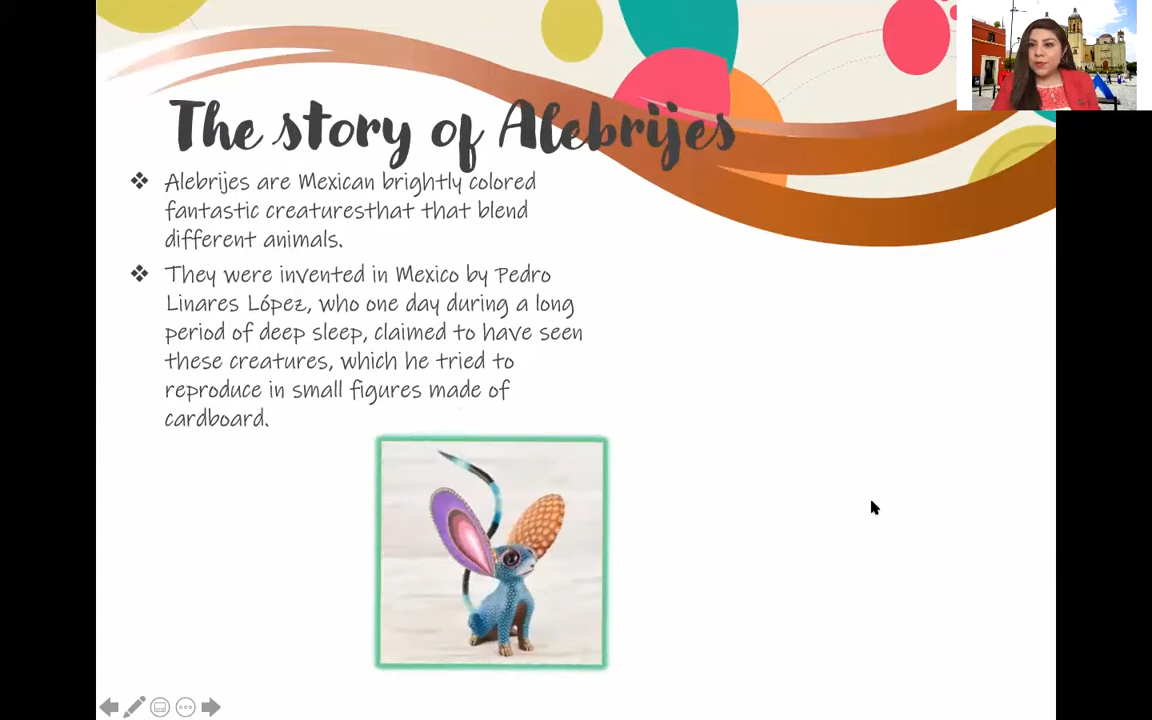 The story of Alebrijes
❖ Alebrijes are Mexican brightly colored
fantastic creaturesthat that blend
different animals.
❖ They were invented in Mexico by Pedro
Linares López, who one day during a long
period of deep sleep, claimed to have seen
these creatures, which he tried to
reproduce in small figures made of
cardboard.